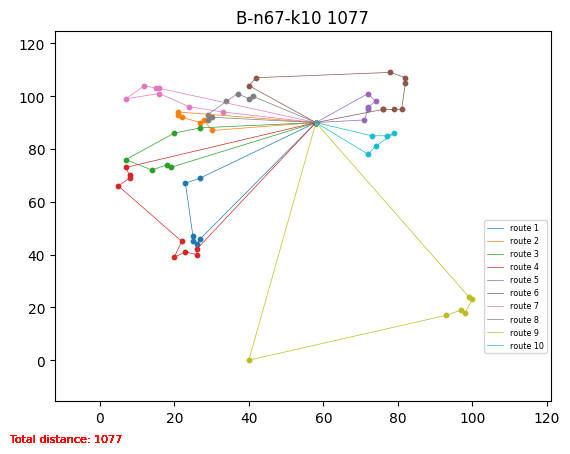 B-n67-k10 1077
120
100
80
60
40
20
0
0 20 40 60 80 100 120
route 1
route 2
route 3
route 4
route 5
route 6
route 7
route 8
route 9
route 10
Total distance: 1077